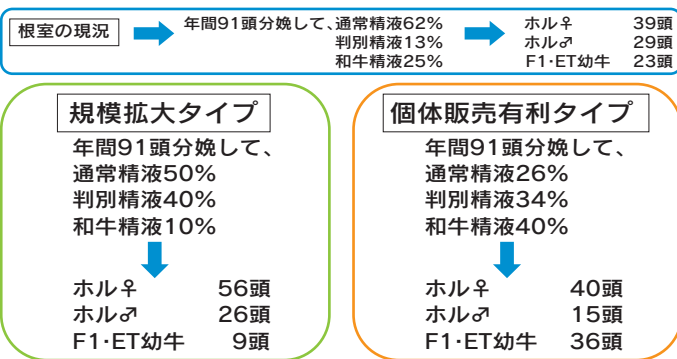 根室の現況
年間91頭分娩して、通常精液62%
判別精液13%
和牛精液25%
ホル♀ 39頭
ホル♂ 29頭
F1・ET幼牛 23頭
規模拡大タイプ
年間91頭分娩して、
通常精液50%
判別精液40%
和牛精液10%
ホル♀ 56頭
ホル♂ 26頭
F1・ET幼牛 9頭
個体販売有利タイプ
年間91頭分娩して、
通常精液26%
判別精液34%
和牛精液40%
ホル♀ 40頭
ホル♂ 15頭
F1・ET幼牛 36頭